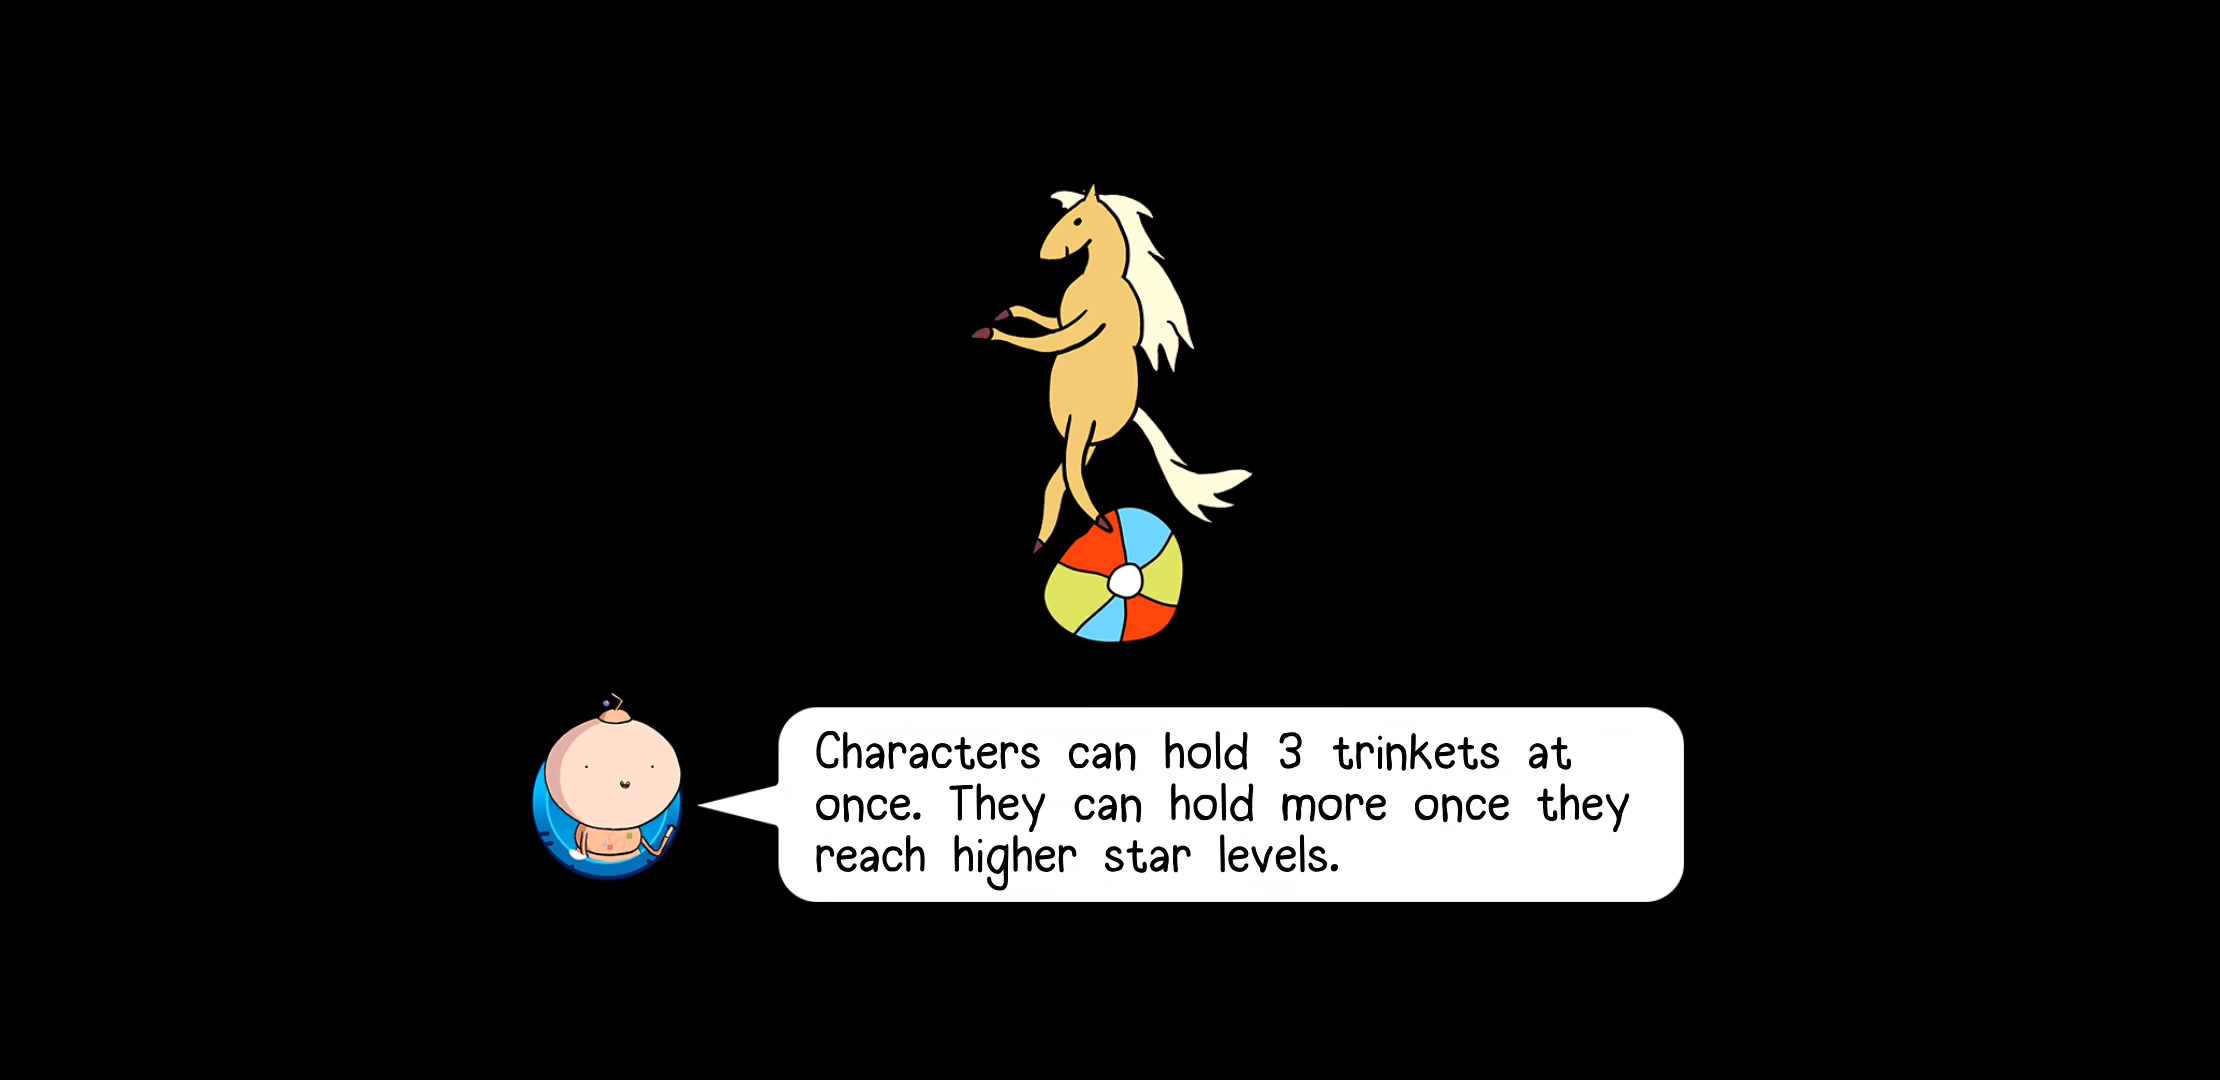 Characters can hold 3 trinkets at
once. They can hold more once they
reach higher star levels.